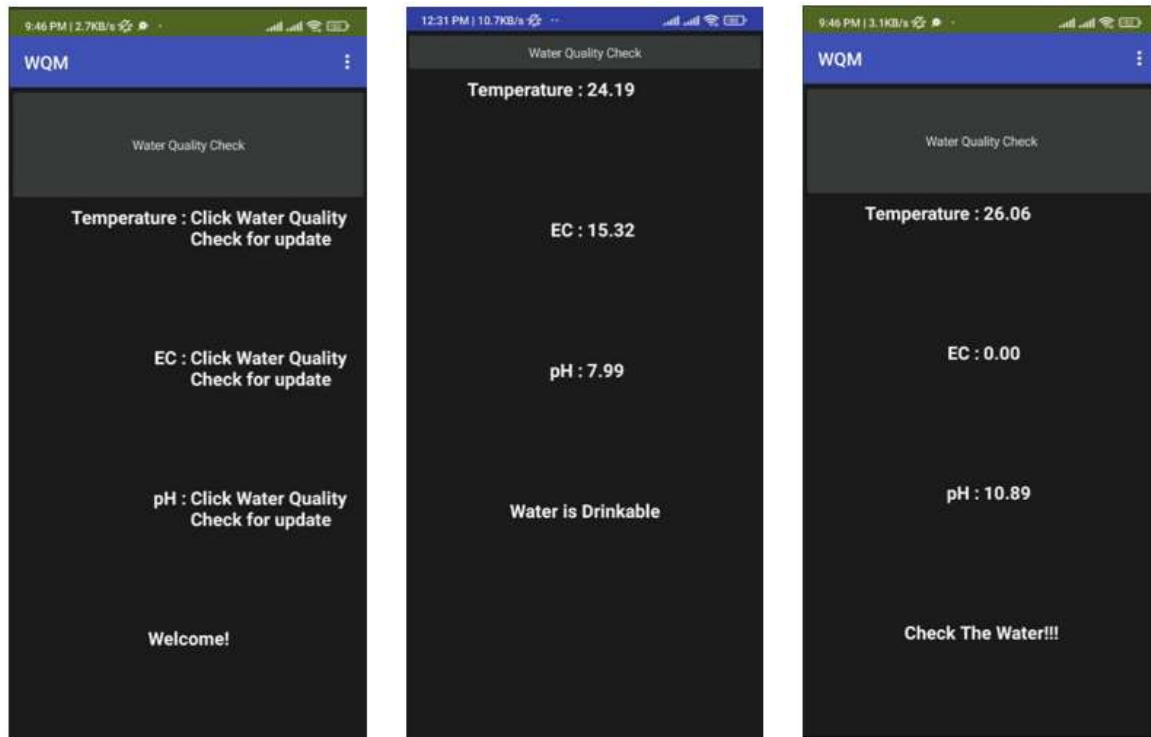 9:46 PM | 2.7KB/s
WQM
Water Quality Check
Temperature : Click Water Quality
Check for update
EC : Click Water Quality
Check for update
pH : Click Water Quality
Check for update
Welcome!
12:31 PM | 10.7KB/s
Water Quality Check
Temperature : 24.19
EC : 15.32
pH : 7.99
Water is Drinkable
9:46 PM | 3.1KB/s
WQM
Water Quality Check
Temperature : 26.06
EC : 0.00
pH : 10.89
Check The Water!!!